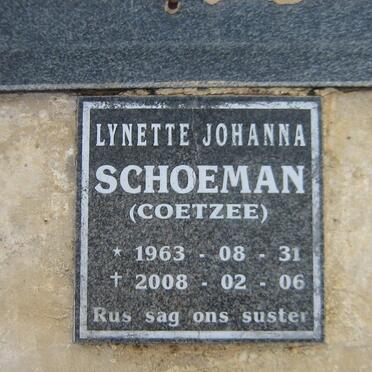 LYNETTE JOHANNA
SCHOEMAN
(COETZEE)
* 1963 - 08 - 31
† 2008 - 02 - 06
Rus sag ons suster